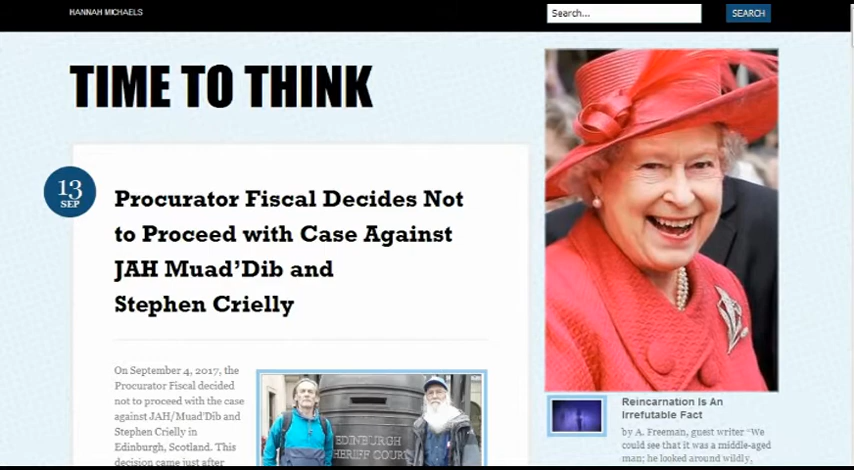 HANNAH MICHAELS
Search...
SEARCH
TIME TO THINK
13
SEP
Procurator Fiscal Decides Not
to Proceed with Case Against
JAH Muad’Dib and
Stephen Crielly
On September 4, 2017, the
Procurator Fiscal decided
not to proceed with the case
against JAH/Muad’Dib and
Stephen Crielly in
Edinburgh, Scotland. This
decision came just after
EDINBURGH
SHERIFF COURT
Reincarnation Is An
Irrefutable Fact
by A. Freeman, guest writer “We
could see that it was a middle-aged
man; he looked around wildly,